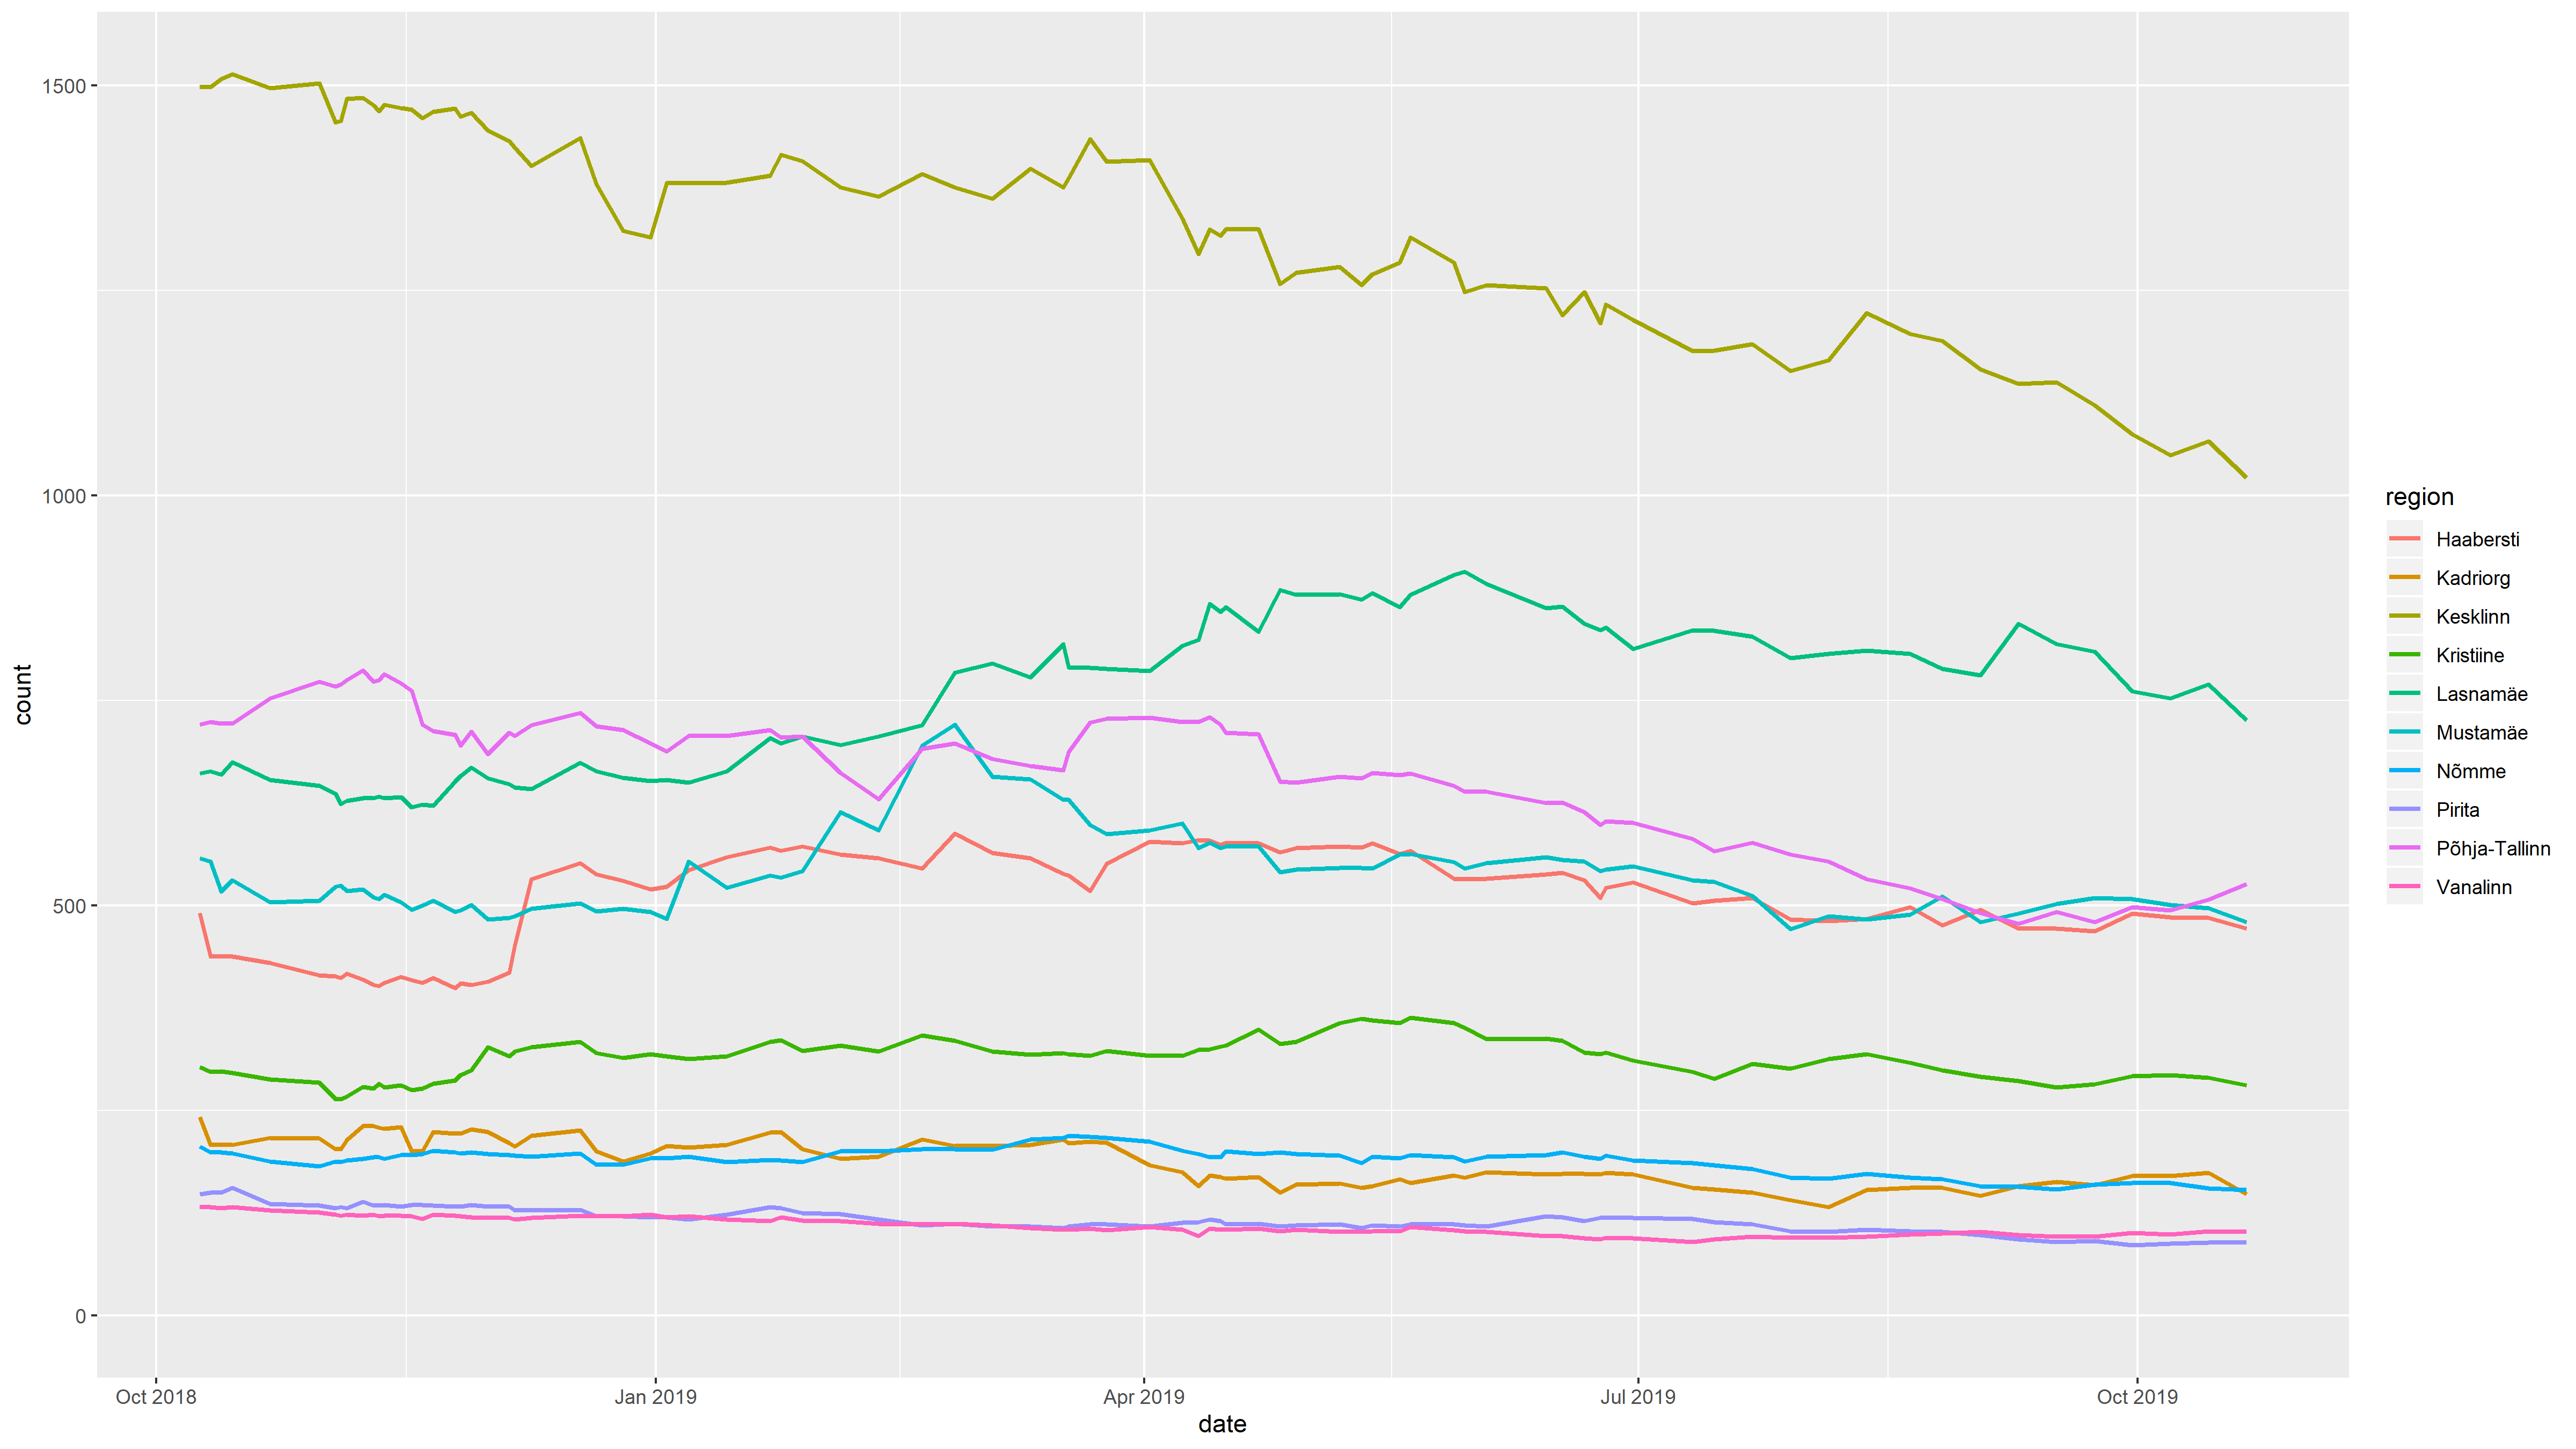 1500
1000
500
0
count
Oct 2018
Jan 2019
Apr 2019
Jul 2019
Oct 2019
date
region
Haabersti
Kadriorg
Kesklinn
Kristiine
Lasnamäe
Mustamäe
Nõmme
Pirita
Põhja-Tallinn
Vanalinn